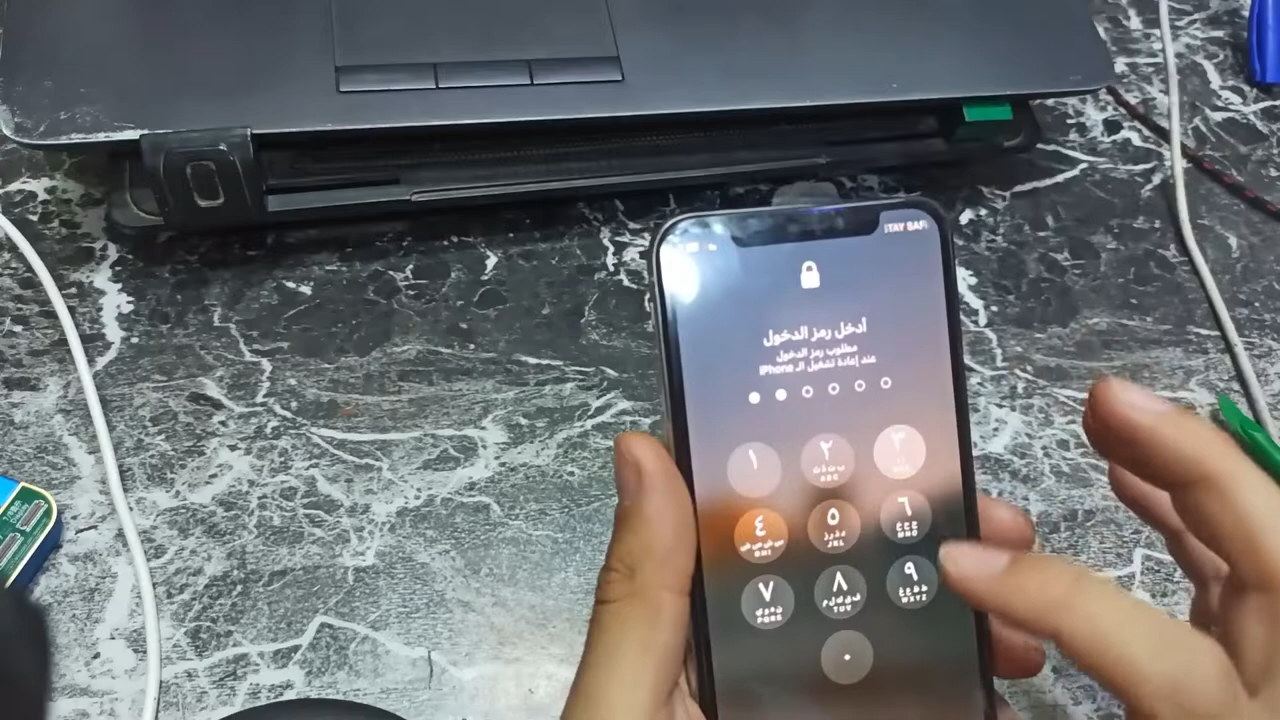 أدخل رمز الدخول
مطلوب رمز الدخول
عند إعادة تشغيل الـ iPhone
١ ٢ ٣
ب ت ة ث
ABC
٤ ٥ ٦
س ش ص ض
GHI
د ذ ر ز
JKL
ج ح خ
MNO
٧ ٨ ٩
ن ه و ي
PQRS
ف ق ك ل م
TUV
ط ظ ع غ
WXYZ
٠